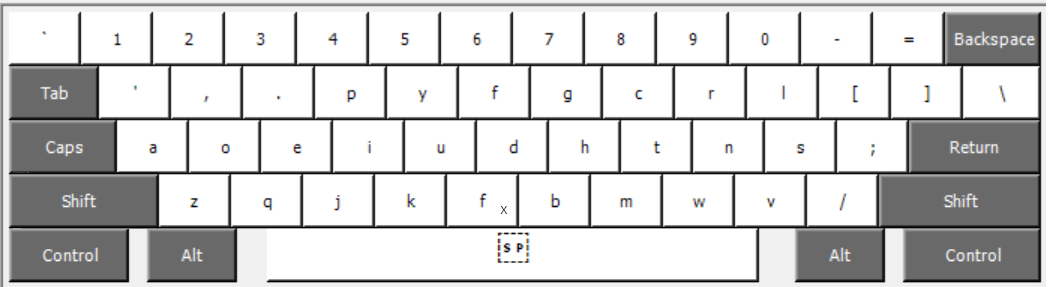 ` 1 2 3 4 5 6 7 8 9 0 - = Backspace
Tab ' , . p y f g c r l [ ] \
Caps a o e i u d h t n s ; Return
Shift z q j k f x b m w v / Shift
Control Alt SP Alt Control